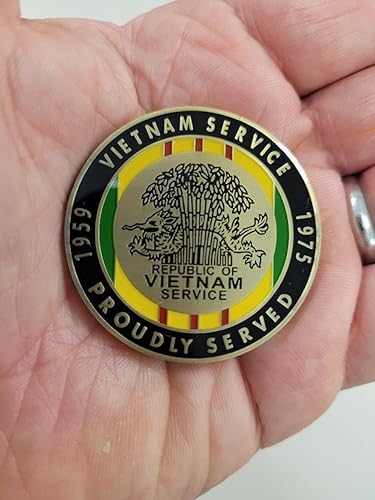 VIETNAM SERVICE
1959
1975
REPUBLIC OF
VIETNAM
SERVICE
PROUDLY SERVED